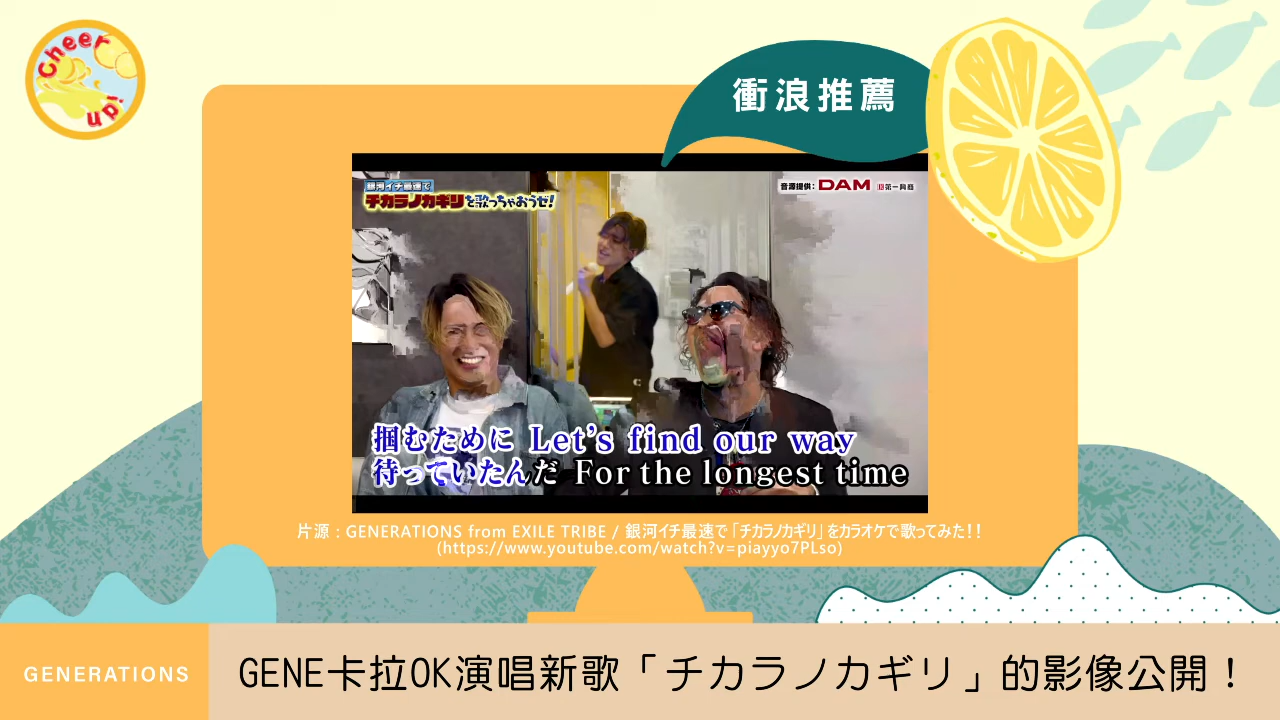 Cheer up!
衝浪推薦
銀河イチ最速で
チカラノカギリを歌っちゃおうぜ!
音源提供: DAM 第一興商
掴むために Let's find our way
待っていたんだ For the longest time
片源 : GENERATIONS from EXILE TRIBE / 銀河イチ最速で「チカラノカギリ」をカラオケで歌ってみた!!
(https://www.youtube.com/watch?v=piayyo7PLso)
GENERATIONS
GENE卡拉OK演唱新歌「チカラノカギリ」的影像公開！